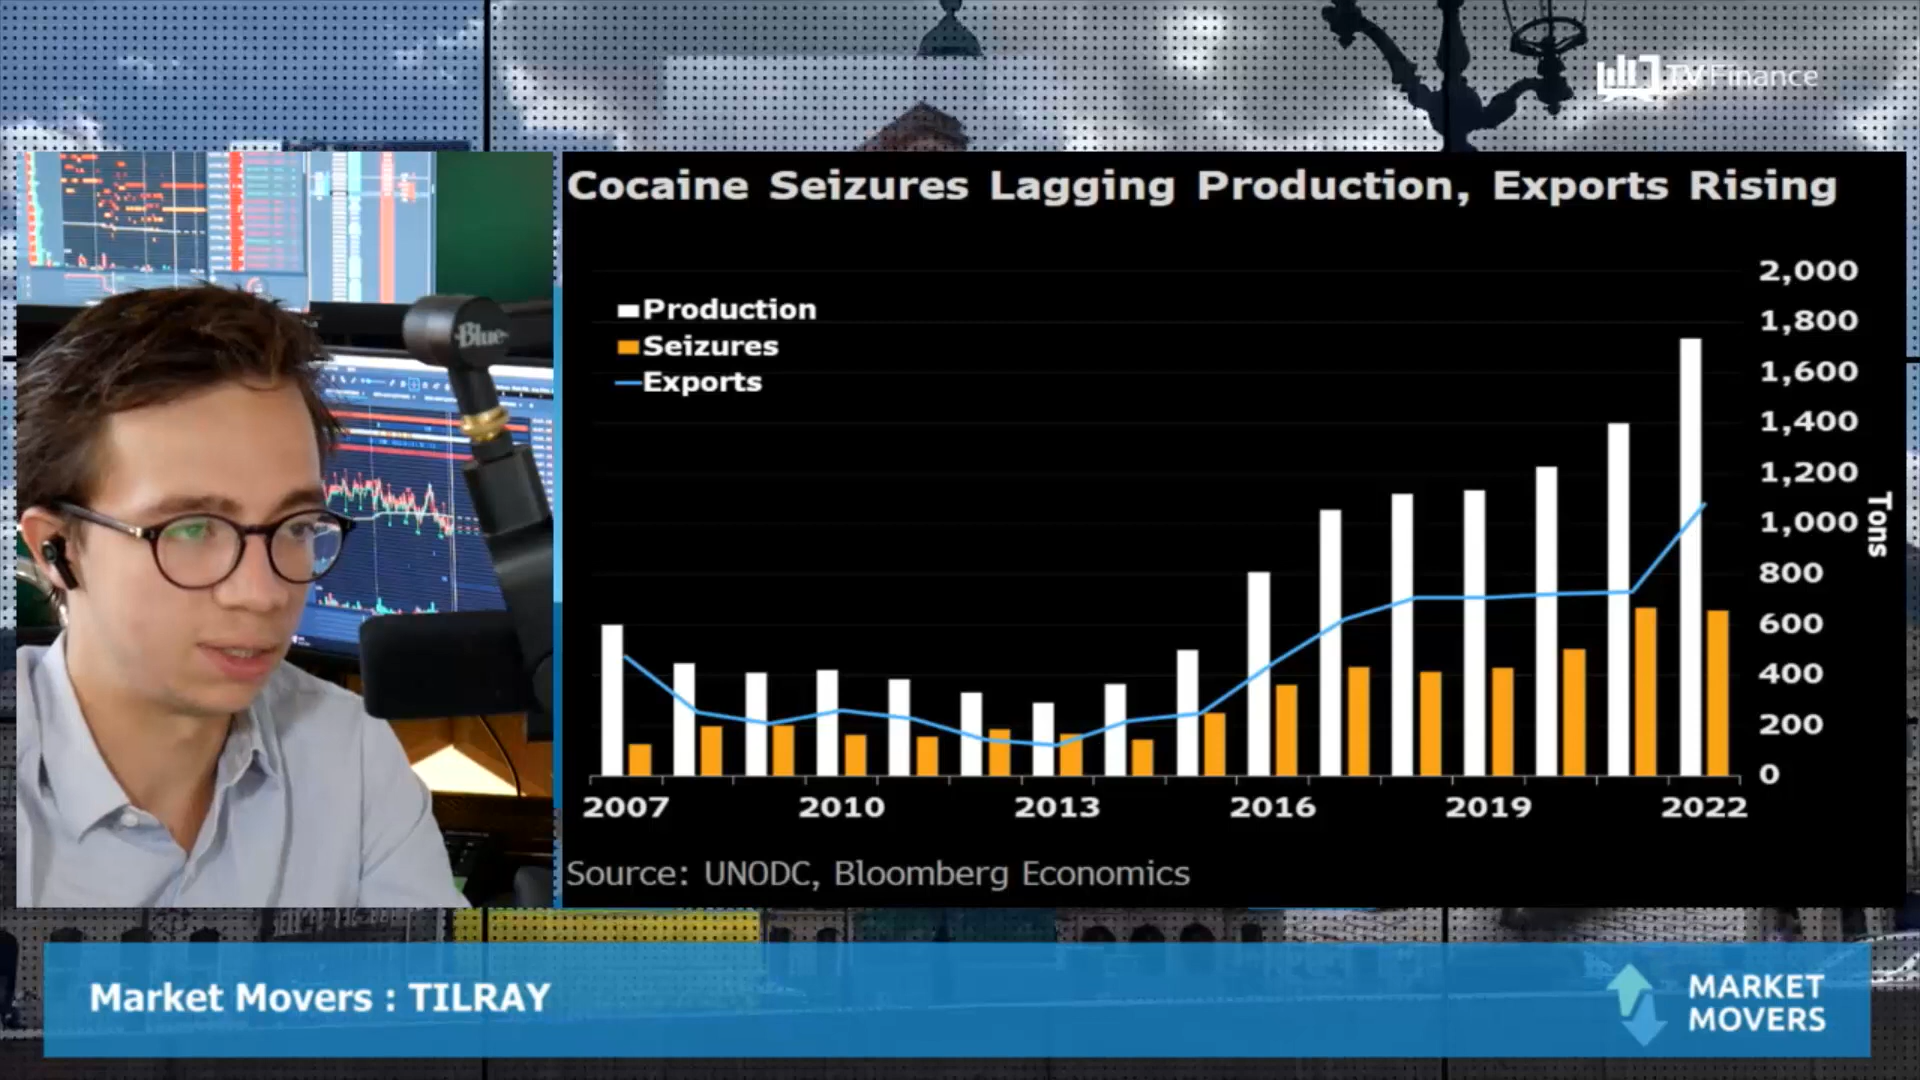 TV Finance
Cocaine Seizures Lagging Production, Exports Rising
Production
Seizures
Exports
2,000
1,800
1,600
1,400
1,200
1,000
800
600
400
200
0
Tons
2007 2010 2013 2016 2019 2022
Source: UNODC, Bloomberg Economics
Blue
Market Movers : TILRAY
MARKET
MOVERS